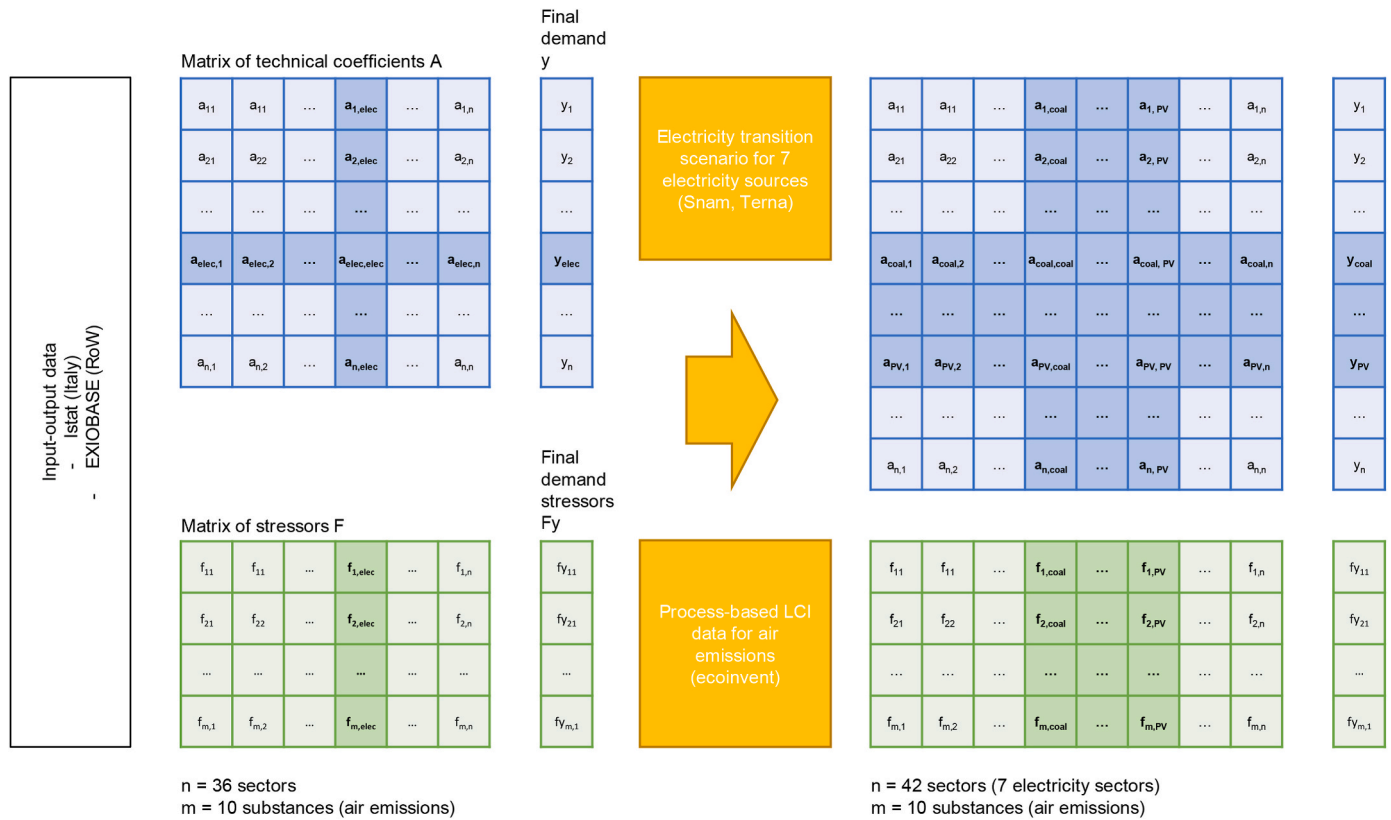 Input-output data
- Istat (Italy)
- EXIOBASE (RoW)
Matrix of technical coefficients A
a11 a11 … a1,elec … a1,n
a21 a22 … a2,elec … a2,n
… … … … … …
aelec,1 aelec,2 … aelec,elec … aelec,n
… … … … … …
an,1 an,2 … an,elec … an,n
Final
demand
y
y1
y2
…
yelec
…
yn
Matrix of stressors F
f11 f11 ... f1,elec ... f1,n
f21 f22 ... f2,elec ... f2,n
... ... ... ... ... ...
fm,1 fm,2 ... fm,elec ... fm,n
Final
demand
stressors
Fy
fy11
fy21
...
fym,1
n = 36 sectors
m = 10 substances (air emissions)
Electricity transition
scenario for 7
electricity sources
(Snam, Terna)
Process-based LCI
data for air
emissions
(ecoinvent)
a11 a11 … a1,coal … a1, PV … a1,n
a21 a22 … a2,coal … a2, PV … a2,n
… … … … … … … …
acoal,1 acoal,2 … acoal,coal … acoal, PV … acoal,n
… … … … … … … …
aPV,1 aPV,2 … aPV,coal … aPV, PV … aPV,n
… … … … … … … …
an,1 an,2 … an,coal … an, PV … an,n
y1
y2
…
ycoal
…
yPV
…
yn
f11 f11 … f1,coal … f1,PV … f1,n
f21 f22 … f2,coal … f2,PV … f2,n
… … … … … … … …
fm,1 fm,2 … fm,coal … fm,PV … fm,n
fy11
fy21
...
fym,1
n = 42 sectors (7 electricity sectors)
m = 10 substances (air emissions)